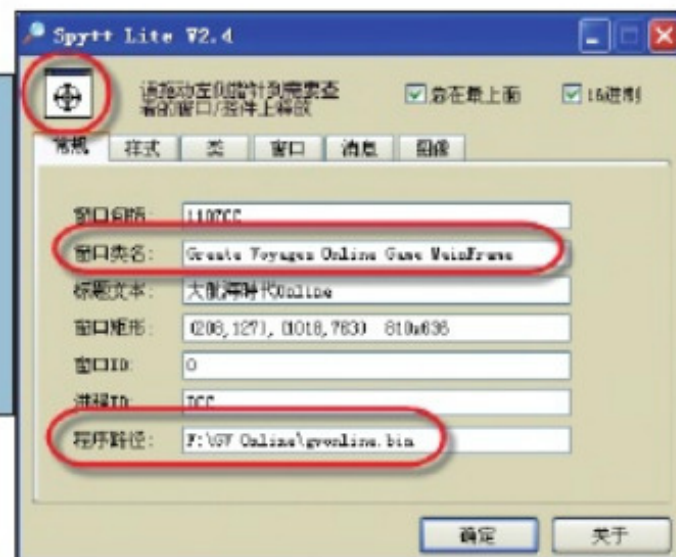 Spy++ Lite V2.4
请拖动左侧指针到需要查
看的窗口/控件上释放
总在最上面
16进制
常规 样式 类 窗口 消息 图像
窗口句柄: 1107CC
窗口类名: Greate Voyages Online Game MainFrame
标题文本: 大航海時代Online
窗口矩形: (208,127), (1018,763) 810x636
窗口ID: 0
进程ID:
程序路径: F:\GV Online\gvonline.bin
确定 关于